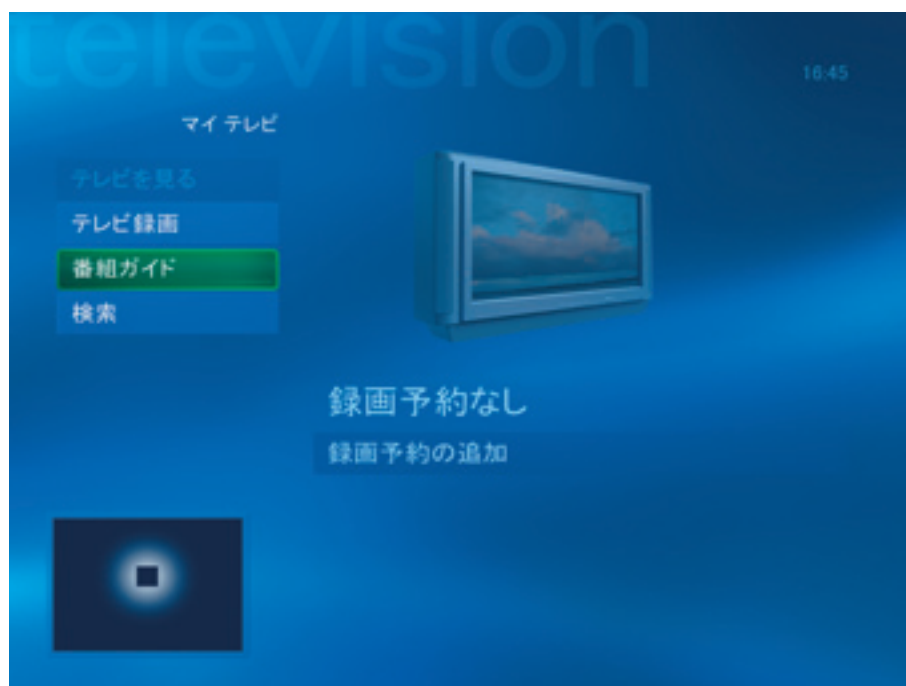 television
16:45
マイ テレビ
テレビを見る
テレビ録画
番組ガイド
検索
録画予約なし
録画予約の追加